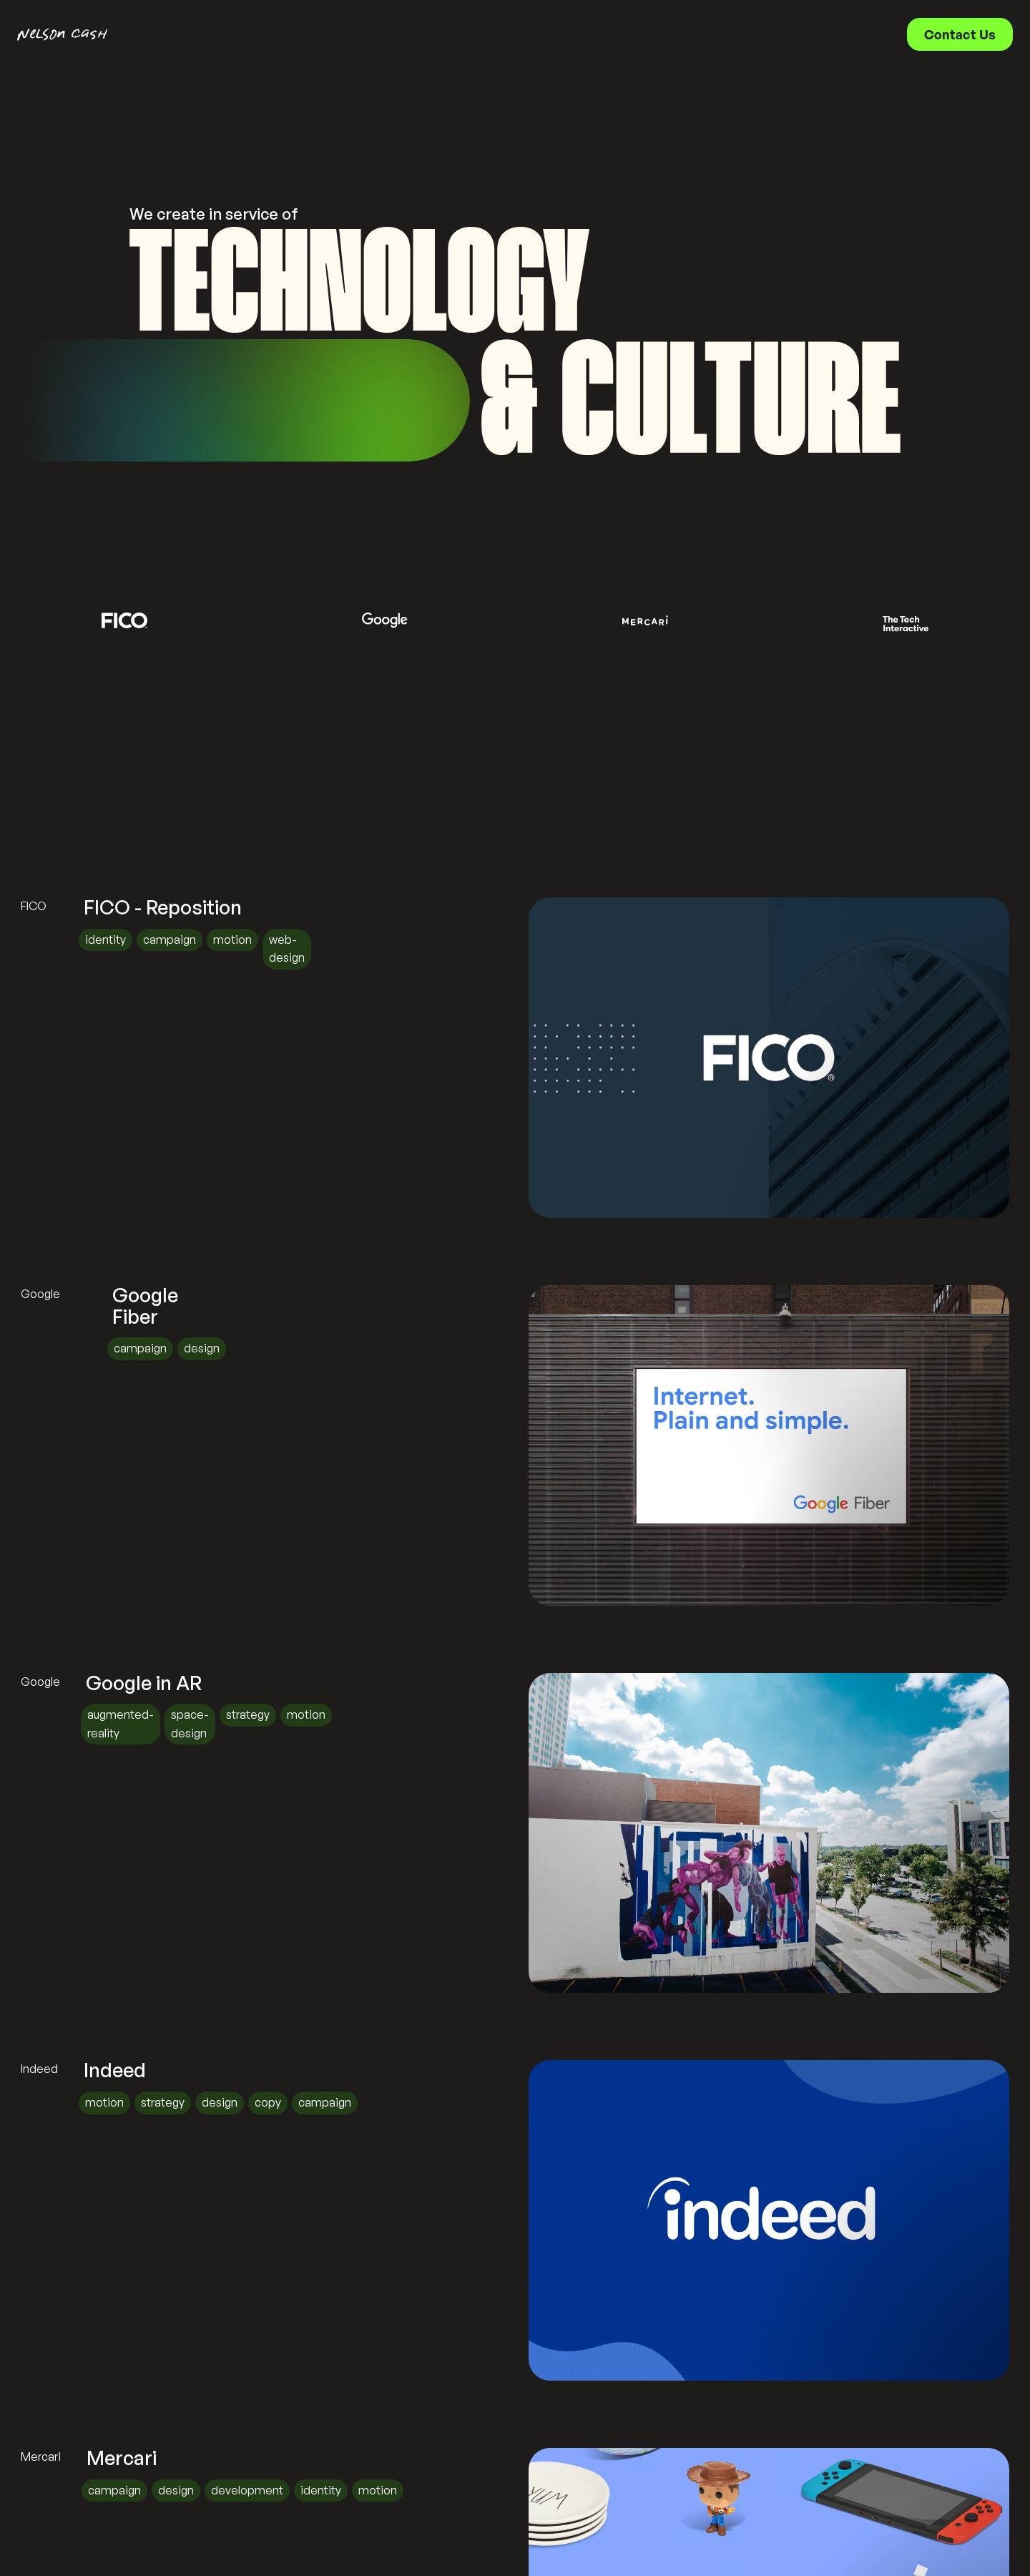 Nelson Cash
Contact Us
We create in service of
TECHNOLOGY
& CULTURE
FICO
Google
MERCARI
The Tech
Interactive
FICO
FICO - Reposition
identity
campaign
motion
web-
design
FICO®
Google
Google
Fiber
campaign
design
Internet.
Plain and simple.
Google Fiber
Google
Google in AR
augmented-
reality
space-
design
strategy
motion
Indeed
Indeed
motion
strategy
design
copy
campaign
indeed
Mercari
Mercari
campaign
design
development
identity
motion
YUM